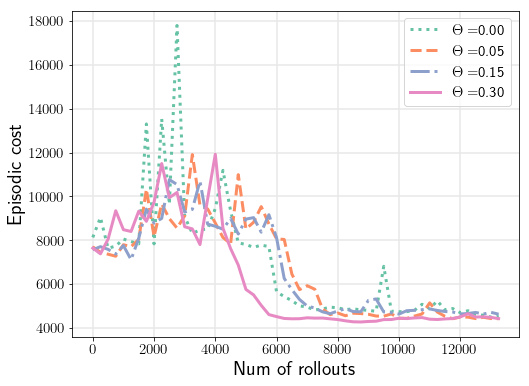 18000
16000
14000
12000
10000
8000
6000
4000
Episodic cost
0
2000
4000
6000
8000
10000
12000
Num of rollouts
Θ =0.00
Θ =0.05
Θ =0.15
Θ =0.30